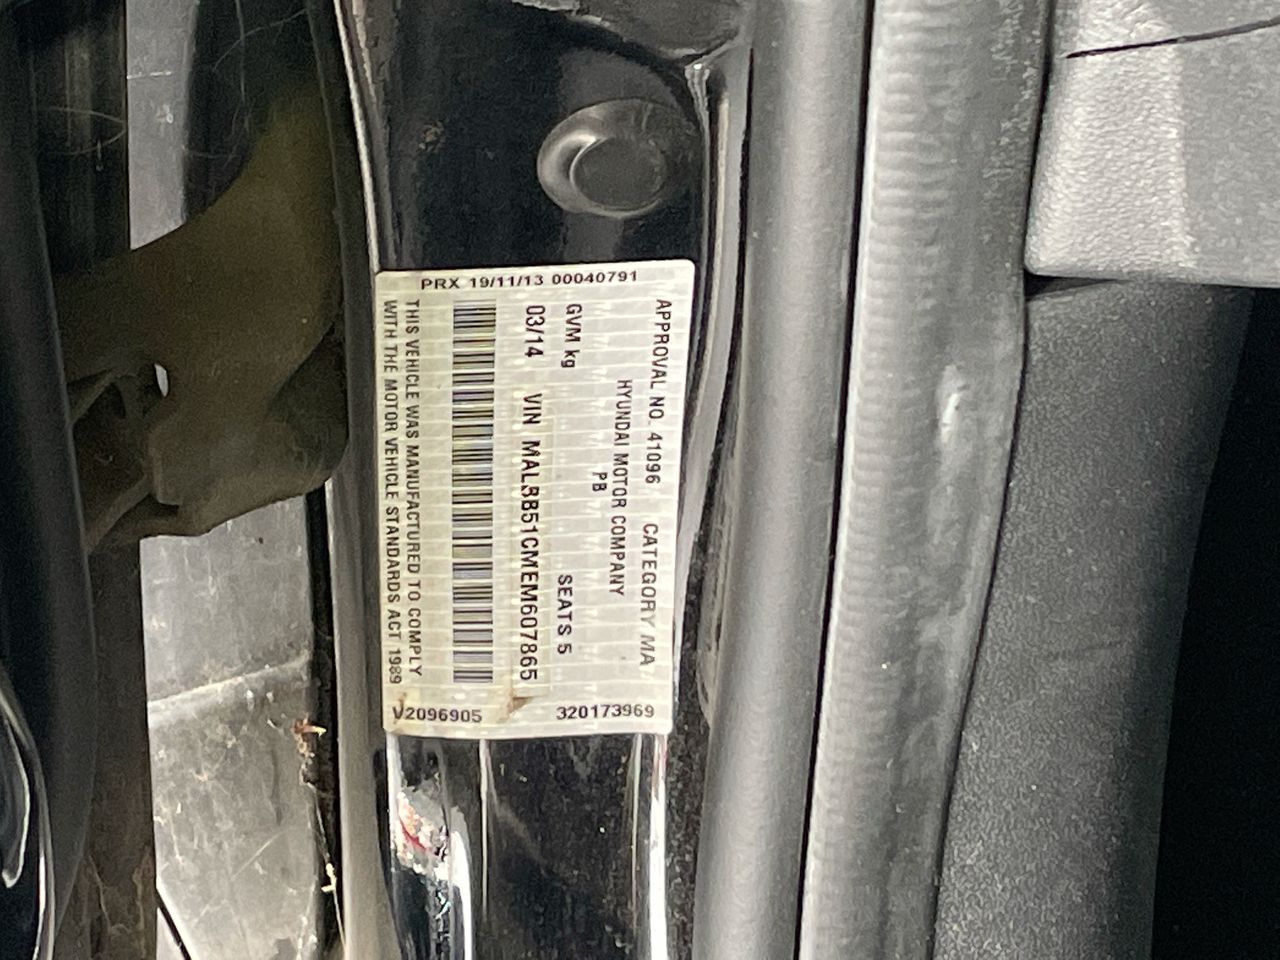 PRX 19/11/13 00040791
APPROVAL NO. 41096 CATEGORY MA
HYUNDAI MOTOR COMPANY
PB
GVM kg SEATS 5
03/14 VIN MALBB51CMEM607865
THIS VEHICLE WAS MANUFACTURED TO COMPLY
WITH THE MOTOR VEHICLE STANDARDS ACT 1989
V2096905 320173969